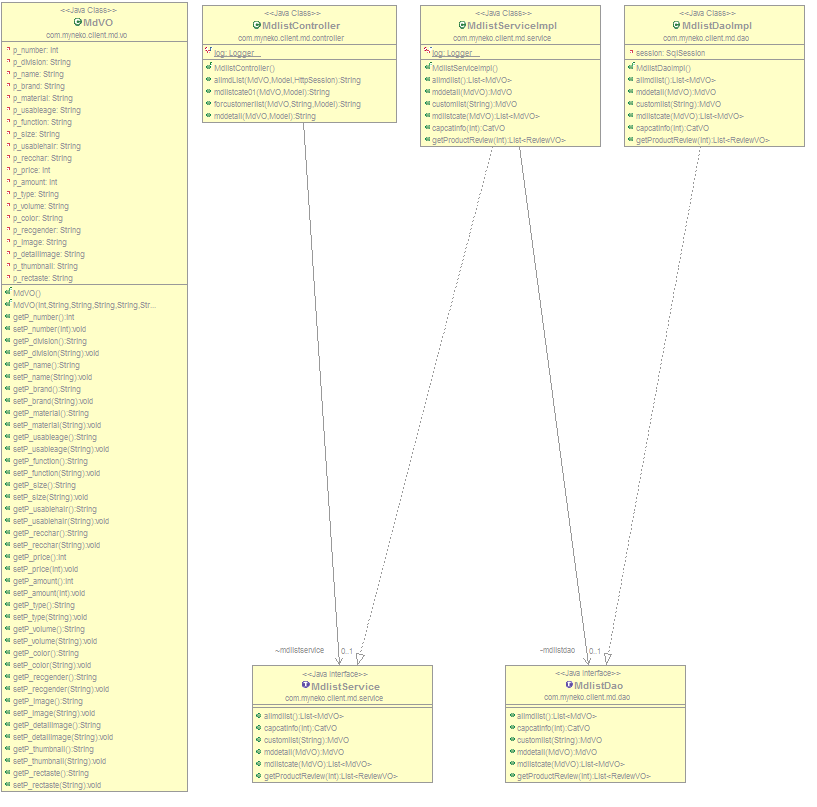 <<Java Class>>
MdVO
com.myneko.client.md.vo
p_number: int
p_division: String
p_name: String
p_brand: String
p_material: String
p_usableage: String
p_function: String
p_size: String
p_usablehair: String
p_recchar: String
p_price: int
p_amount: int
p_type: String
p_volume: String
p_color: String
p_recgender: String
p_image: String
p_detailimage: String
p_thumbnail: String
p_rectaste: String
MdVO()
MdVO(int,String,String,String,String,Str...
getP_number():int
setP_number(int):void
getP_division():String
setP_division(String):void
getP_name():String
setP_name(String):void
getP_brand():String
setP_brand(String):void
getP_material():String
setP_material(String):void
getP_usableage():String
setP_usableage(String):void
getP_function():String
setP_function(String):void
getP_size():String
setP_size(String):void
getP_usablehair():String
setP_usablehair(String):void
getP_recchar():String
setP_recchar(String):void
getP_price():int
setP_price(int):void
getP_amount():int
setP_amount(int):void
getP_type():String
setP_type(String):void
getP_volume():String
setP_volume(String):void
getP_color():String
setP_color(String):void
getP_recgender():String
setP_recgender(String):void
getP_image():String
setP_image(String):void
getP_detailimage():String
setP_detailimage(String):void
getP_thumbnail():String
setP_thumbnail(String):void
getP_rectaste():String
setP_rectaste(String):void
<<Java Class>>
MdlistController
com.myneko.client.md.controller
log: Logger
MdlistController()
allmdList(MdVO,Model,HttpSession):String
mdlistcate01(MdVO,Model):String
forcustomerlist(MdVO,String,Model):String
mddetail(MdVO,Model):String
<<Java Class>>
MdlistServiceImpl
com.myneko.client.md.service
log: Logger
MdlistServiceImpl()
allmdlist():List<MdVO>
mddetail(MdVO):MdVO
customlist(String):MdVO
mdlistcate(MdVO):List<MdVO>
capcatinfo(int):CatVO
getProductReview(int):List<ReviewVO>
<<Java Class>>
MdlistDaoImpl
com.myneko.client.md.dao
session: SqlSession
MdlistDaoImpl()
allmdlist():List<MdVO>
mddetail(MdVO):MdVO
customlist(String):MdVO
mdlistcate(MdVO):List<MdVO>
capcatinfo(int):CatVO
getProductReview(int):List<ReviewVO>
~mdlistservice
0..1
~mdlistdao
0..1
<<Java Interface>>
MdlistService
com.myneko.client.md.service
allmdlist():List<MdVO>
capcatinfo(int):CatVO
customlist(String):MdVO
mddetail(MdVO):MdVO
mdlistcate(MdVO):List<MdVO>
getProductReview(int):List<ReviewVO>
<<Java Interface>>
MdlistDao
com.myneko.client.md.dao
allmdlist():List<MdVO>
capcatinfo(int):CatVO
customlist(String):MdVO
mddetail(MdVO):MdVO
mdlistcate(MdVO):List<MdVO>
getProductReview(int):List<ReviewVO>